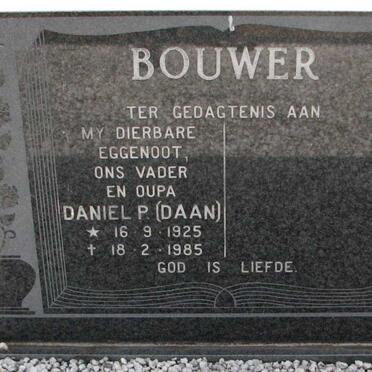 BOUWER
TER GEDAGTENIS AAN
MY DIERBARE
EGGENOOT,
ONS VADER
EN OUPA
DANIEL P. (DAAN)
★ 16·9·1925
† 18·2·1985
GOD IS LIEFDE.